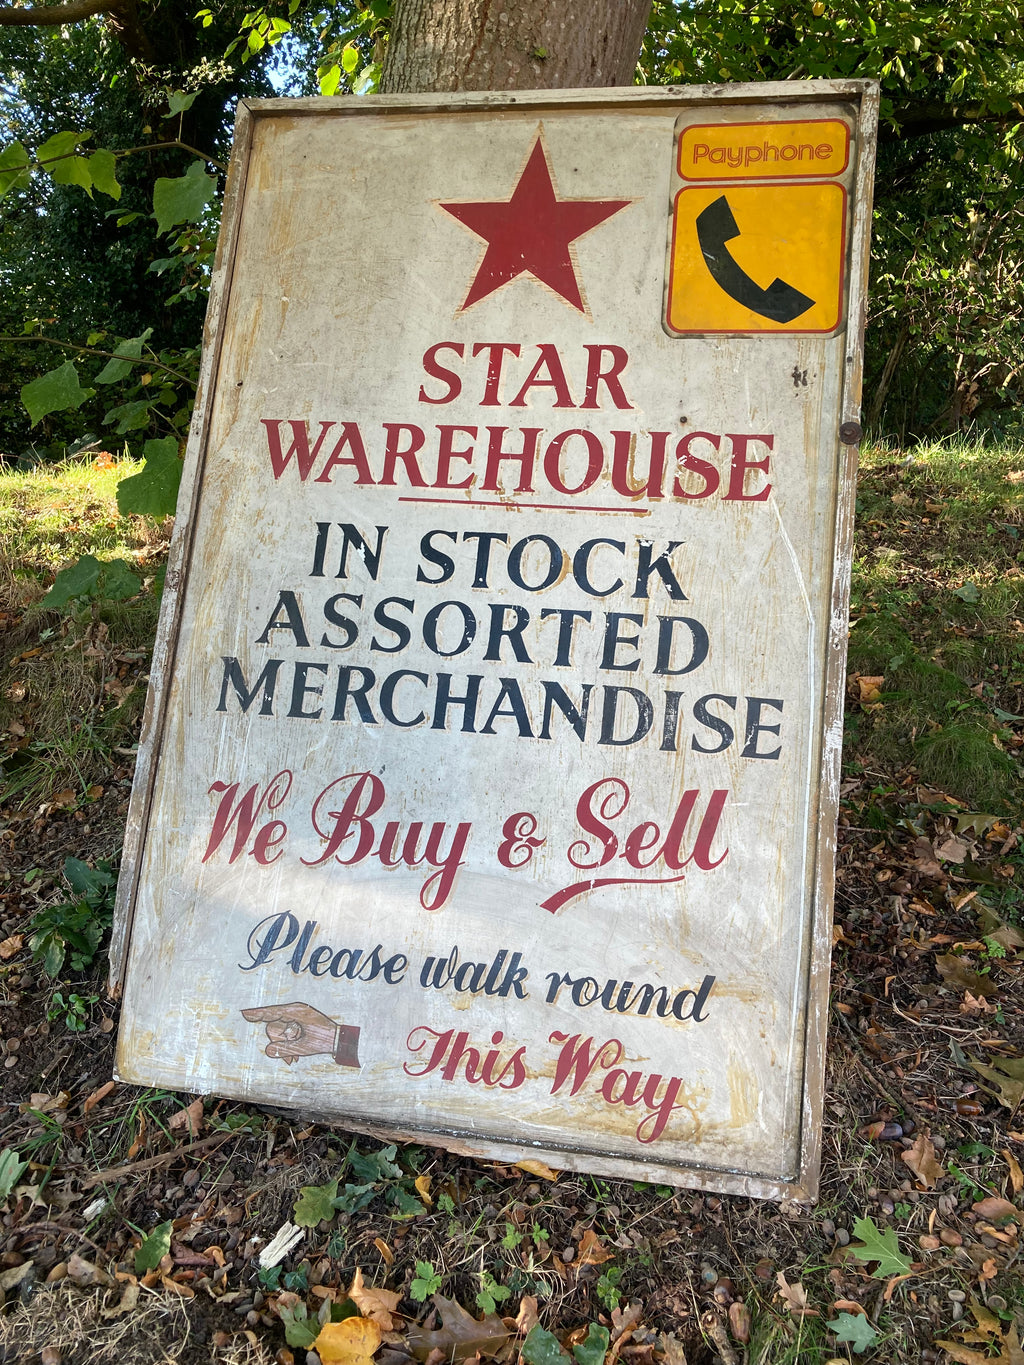 Payphone
STAR
WAREHOUSE
IN STOCK
ASSORTED
MERCHANDISE
We Buy & Sell
Please walk round
This Way